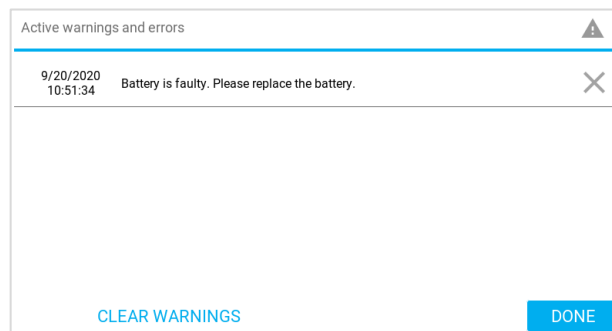 Active warnings and errors
9/20/2020
10:51:34
Battery is faulty. Please replace the battery.
CLEAR WARNINGS
DONE